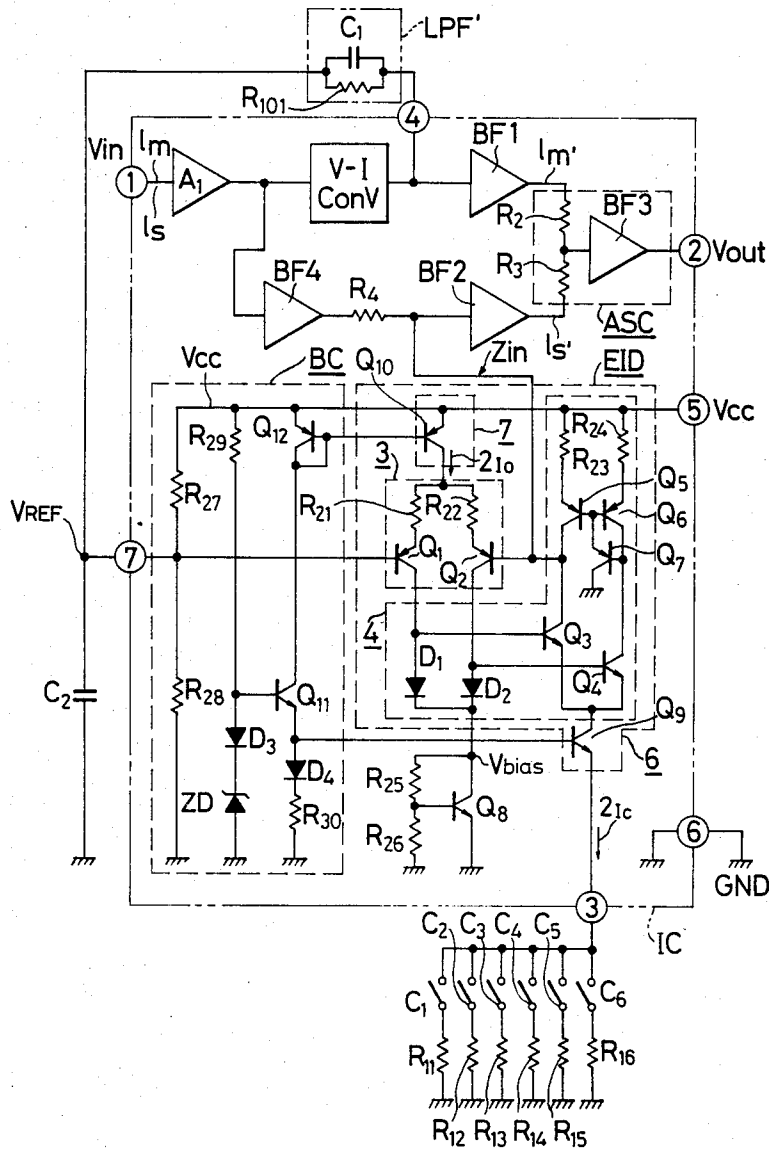 C1
LPF'
R101
4
Vin
lm
ls
1
A1
V-I
ConV
BF1
lm'
R2
R3
BF3
2
Vout
BF4
R4
BF2
ls'
ASC
Zin
EID
BC
Q10
Vcc
5
Vcc
R29
Q12
7
2Io
R24
R23
3
R27
R21
R22
Q5
Q6
VREF
7
Q1
Q2
Q7
4
Q3
D1
D2
Q4
C2
R28
Q11
Q9
D3
D4
Vbias
6
R25
ZD
R30
Q8
R26
2Ic
6
GND
3
IC
C2
C3
C4
C5
C1
C6
R11
R16
R12
R13
R14
R15